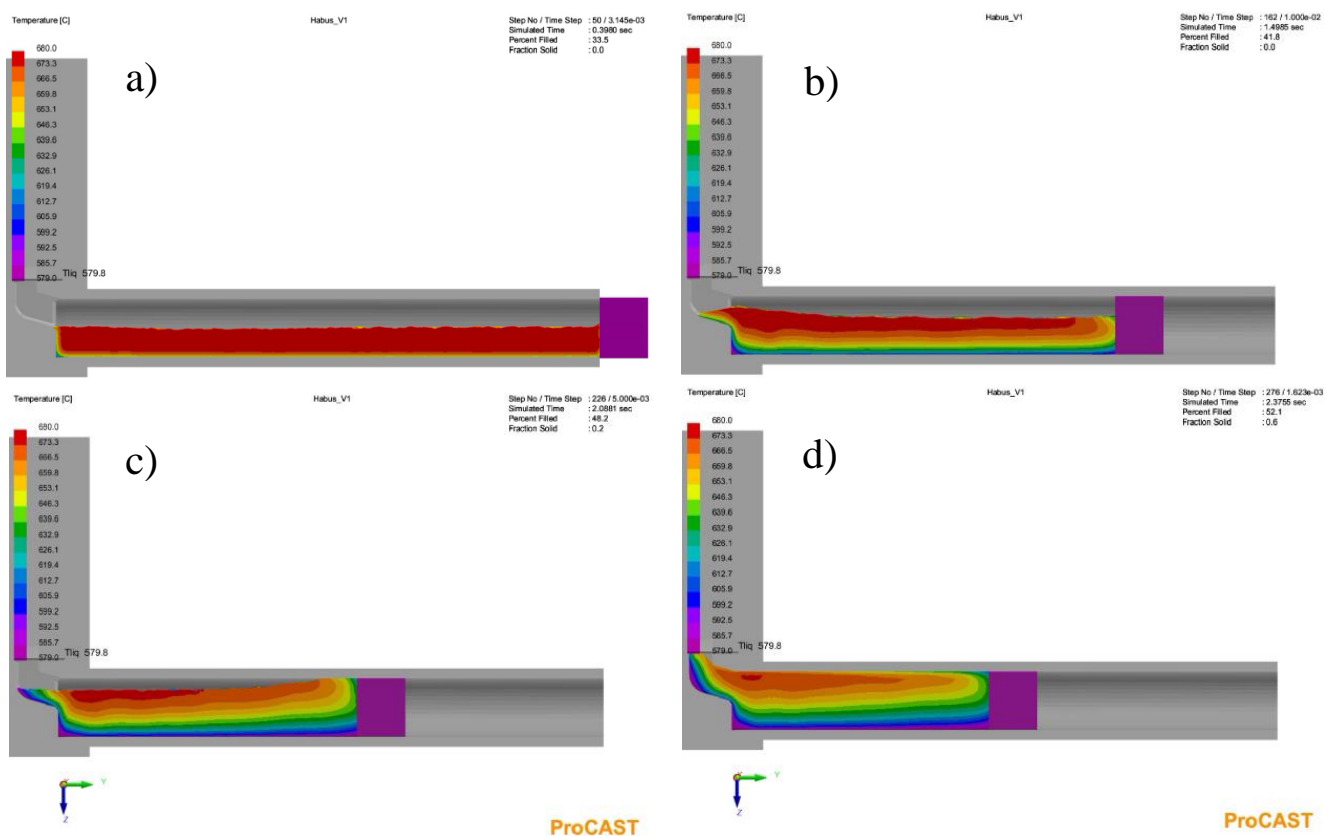 Temperature [C]
Habus_V1
Step No / Time Step : 50 / 3.145e-03
Simulated Time : 0.3980 sec
Percent Filled : 33.5
Fraction Solid : 0.0
a)
680.0
673.3
666.5
659.8
653.1
646.3
639.6
632.9
626.1
619.4
612.7
605.9
599.2
592.5
585.7
579.0
Tliq 579.8
Temperature [C]
Habus_V1
Step No / Time Step : 162 / 1.000e-02
Simulated Time : 1.4985 sec
Percent Filled : 41.8
Fraction Solid : 0.0
b)
680.0
673.3
666.5
659.8
653.1
646.3
639.6
632.9
626.1
619.4
612.7
605.9
599.2
592.5
585.7
579.0
Tliq 579.8
Temperature [C]
Habus_V1
Step No / Time Step : 226 / 5.000e-03
Simulated Time : 2.0881 sec
Percent Filled : 48.2
Fraction Solid : 0.2
c)
680.0
673.3
666.5
659.8
653.1
646.3
639.6
632.9
626.1
619.4
612.7
605.9
599.2
592.5
585.7
579.0
Tliq 579.8
Y
Z
ProCAST
Temperature [C]
Habus_V1
Step No / Time Step : 276 / 1.623e-03
Simulated Time : 2.3755 sec
Percent Filled : 52.1
Fraction Solid : 0.6
d)
680.0
673.3
666.5
659.8
653.1
646.3
639.6
632.9
626.1
619.4
612.7
605.9
599.2
592.5
585.7
579.0
Tliq 579.8
ProCAST